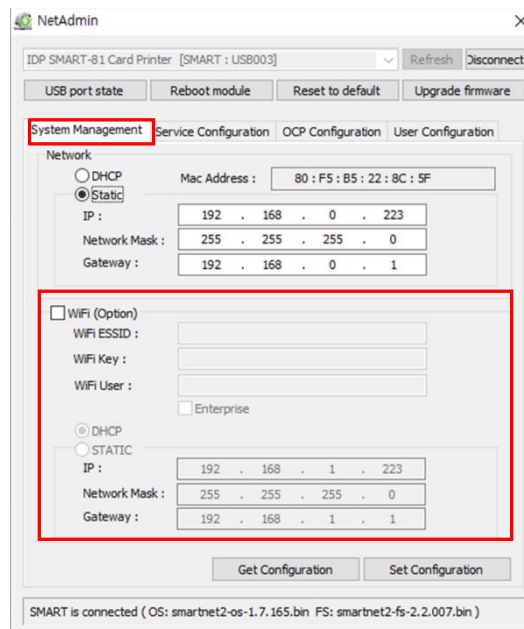 NetAdmin
IDP SMART-81 Card Printer [SMART : USB003] Refresh Disconnect
USB port state Reboot module Reset to default Upgrade firmware
System Management Service Configuration OCP Configuration User Configuration
Network
DHCP Mac Address : 80 : F5 : B5 : 22 : 8C : 5F
Static
IP : 192 . 168 . 0 . 223
Network Mask : 255 . 255 . 255 . 0
Gateway : 192 . 168 . 0 . 1
WiFi (Option)
WiFi ESSID :
WiFi Key :
WiFi User :
Enterprise
DHCP
STATIC
IP : 192 . 168 . 1 . 223
Network Mask : 255 . 255 . 255 . 0
Gateway : 192 . 168 . 1 . 1
Get Configuration Set Configuration
SMART is connected ( OS: smartnet2-os-1.7.165.bin FS: smartnet2-fs-2.2.007.bin )